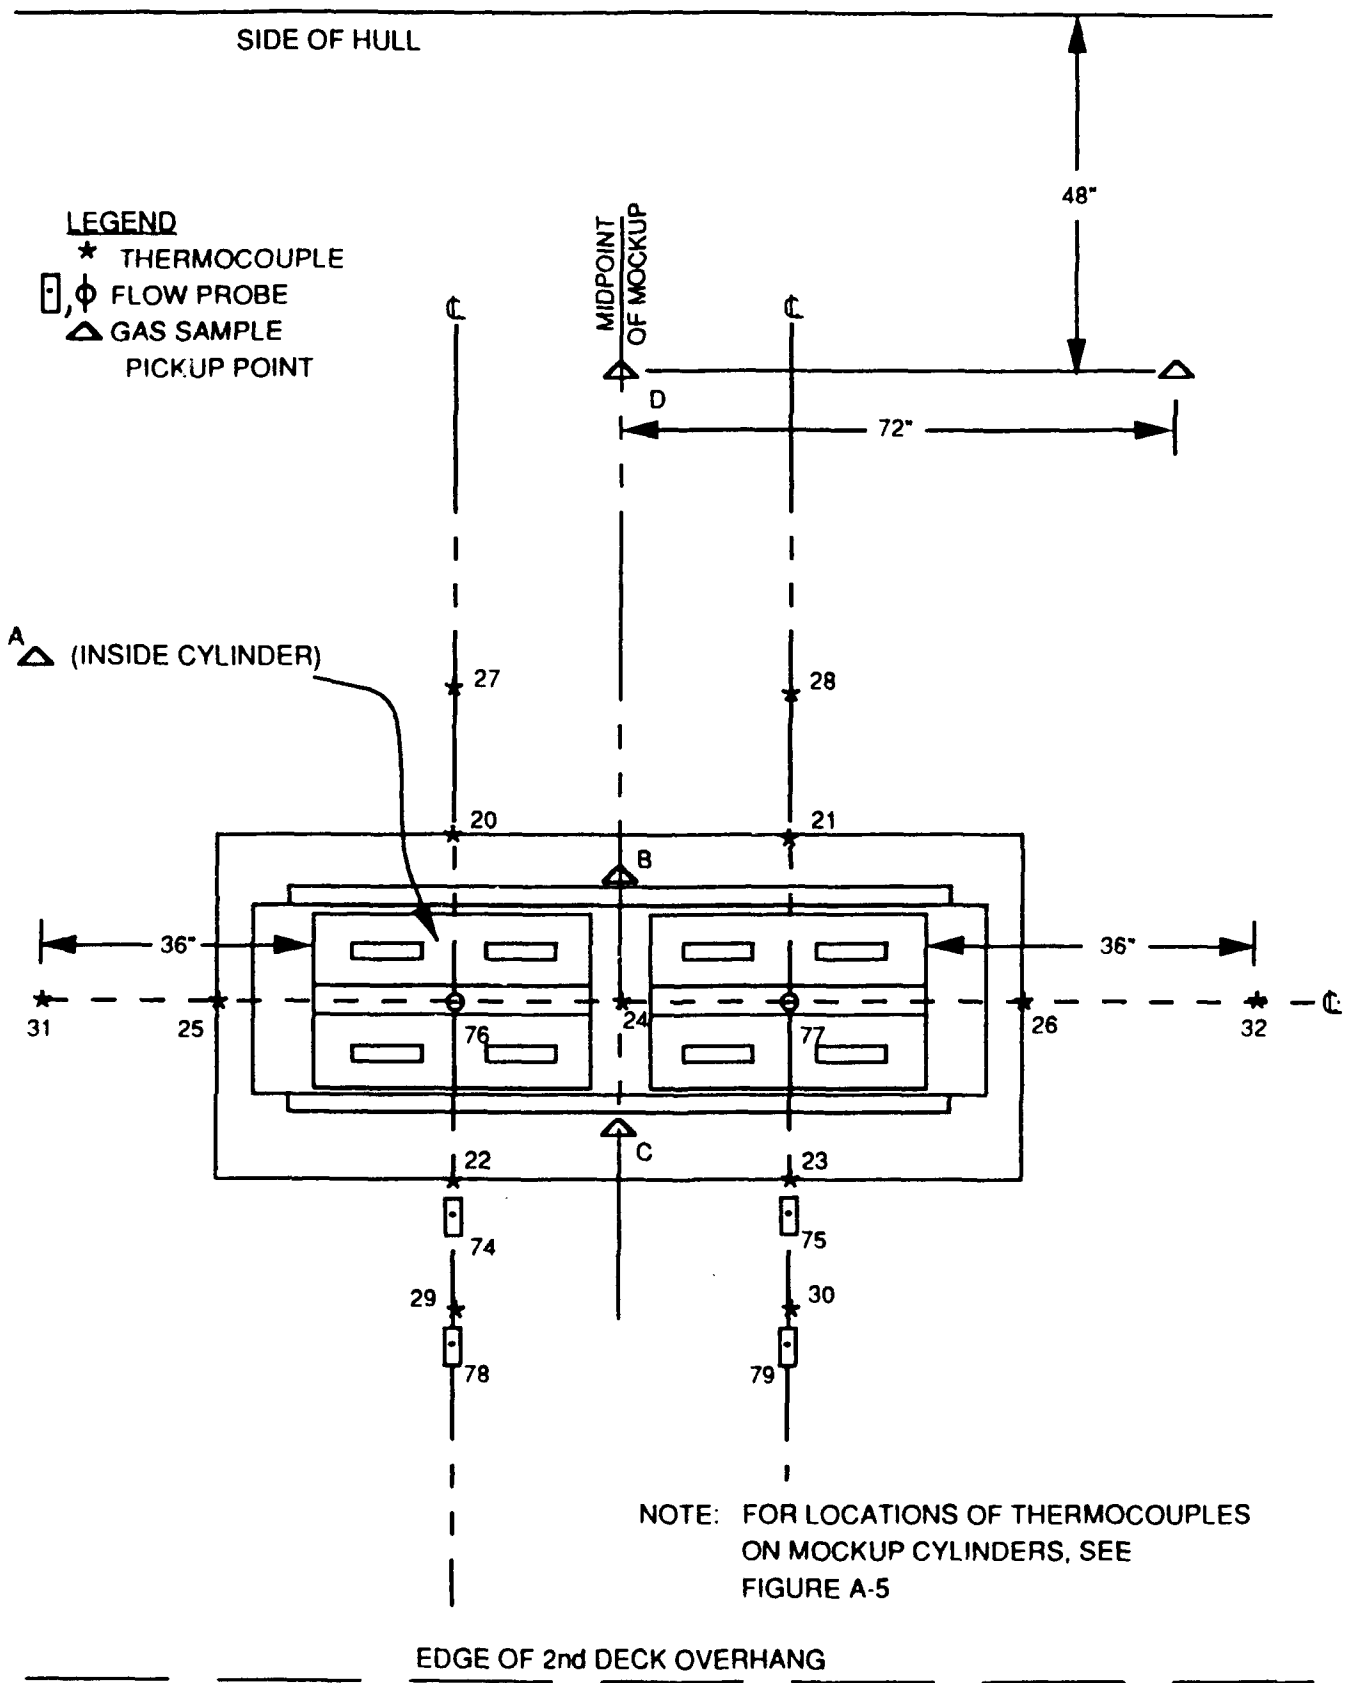 SIDE OF HULL
48"
LEGEND
THERMOCOUPLE
, FLOW PROBE
GAS SAMPLE
PICKUP POINT
MIDPOINT
OF MOCKUP
℄
℄
D
72"
A
(INSIDE CYLINDER)
27
28
20
21
B
36"
36"
31
25
76
24
77
26
32
℄
C
22
23
74
75
29
30
78
79
NOTE: FOR LOCATIONS OF THERMOCOUPLES
ON MOCKUP CYLINDERS, SEE
FIGURE A-5
EDGE OF 2nd DECK OVERHANG